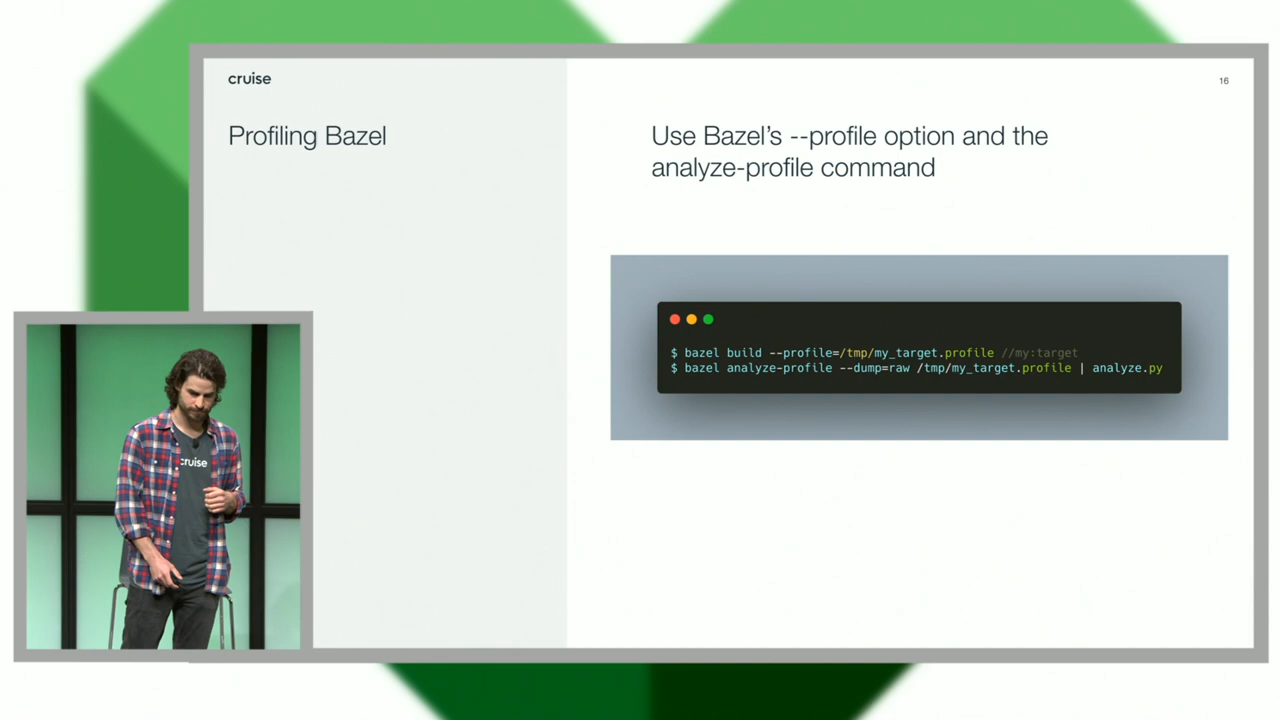 cruise
16
Profiling Bazel
Use Bazel’s --profile option and the
analyze-profile command
$ bazel build --profile=/tmp/my_target.profile //my:target
$ bazel analyze-profile --dump=raw /tmp/my_target.profile | analyze.py
cruise